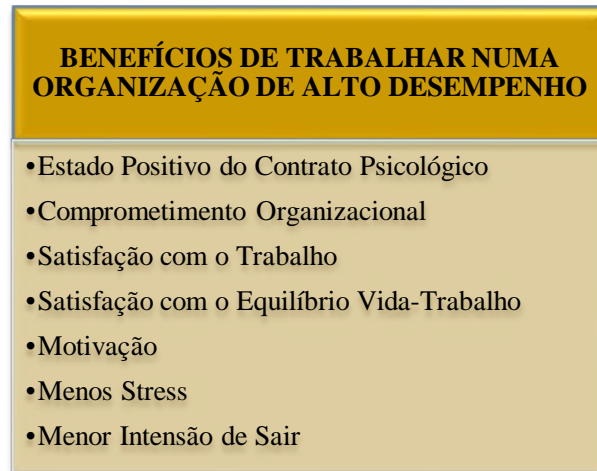 BENEFÍCIOS DE TRABALHAR NUMA
ORGANIZAÇÃO DE ALTO DESEMPENHO
•Estado Positivo do Contrato Psicológico
•Comprometimento Organizacional
•Satisfação com o Trabalho
•Satisfação com o Equilíbrio Vida-Trabalho
•Motivação
•Menos Stress
•Menor Intensão de Sair